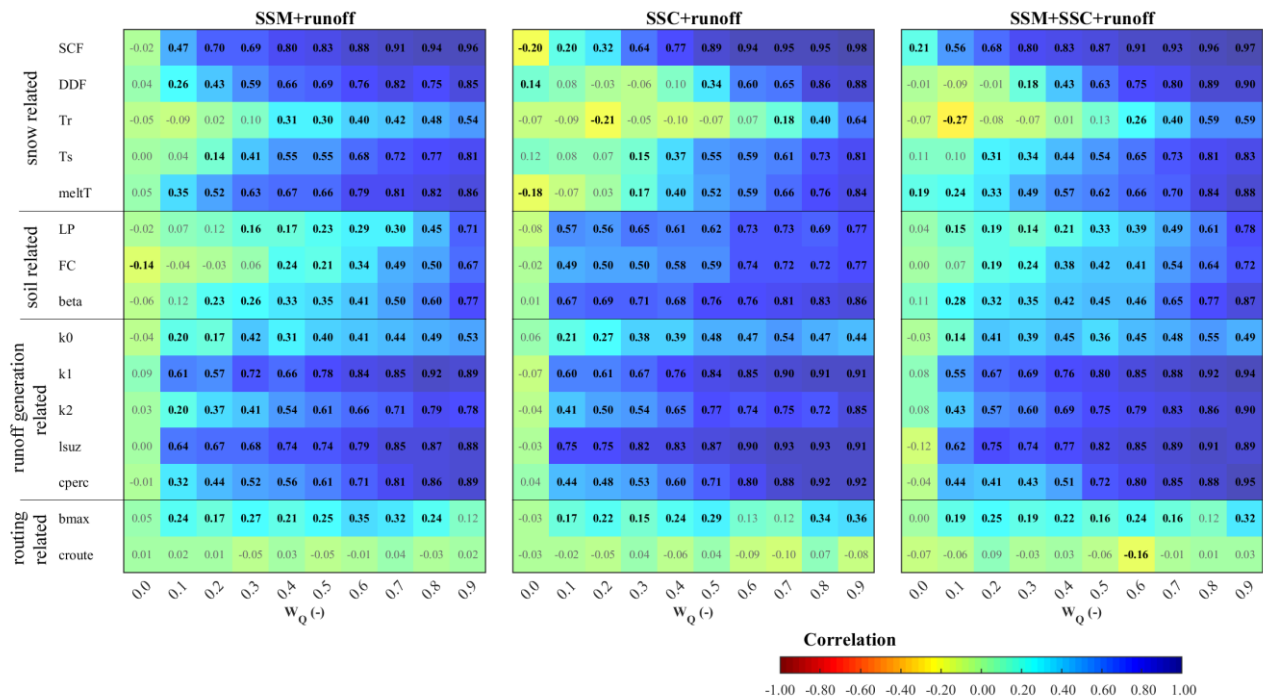 SSM+runoff SSC+runoff SSM+SSC+runoff
snow related
SCF -0.02 0.47 0.70 0.69 0.80 0.83 0.88 0.91 0.94 0.96 -0.20 0.20 0.32 0.64 0.77 0.89 0.94 0.95 0.95 0.98 0.21 0.56 0.68 0.80 0.83 0.87 0.91 0.93 0.96 0.97
DDF 0.04 0.26 0.43 0.59 0.66 0.69 0.76 0.82 0.75 0.85 0.14 0.08 -0.03 -0.06 0.10 0.34 0.60 0.65 0.86 0.88 -0.01 -0.09 -0.01 0.18 0.43 0.63 0.75 0.80 0.89 0.90
Tr -0.05 -0.09 0.02 0.10 0.31 0.30 0.40 0.42 0.48 0.54 -0.07 -0.09 -0.21 -0.05 -0.10 -0.07 0.07 0.18 0.40 0.64 -0.07 -0.27 -0.08 -0.07 0.01 0.13 0.26 0.40 0.59 0.59
Ts 0.00 0.04 0.14 0.41 0.55 0.55 0.68 0.72 0.77 0.81 0.12 0.08 0.07 0.15 0.37 0.55 0.59 0.61 0.73 0.81 0.11 0.10 0.31 0.34 0.44 0.54 0.65 0.73 0.81 0.83
meltT 0.05 0.35 0.52 0.63 0.67 0.66 0.79 0.81 0.82 0.86 -0.18 -0.07 0.03 0.17 0.40 0.52 0.59 0.66 0.76 0.84 0.19 0.24 0.33 0.49 0.57 0.62 0.66 0.70 0.84 0.88
soil related
LP -0.02 0.07 0.12 0.16 0.17 0.23 0.29 0.30 0.45 0.71 -0.08 0.57 0.56 0.65 0.61 0.62 0.73 0.73 0.69 0.77 0.04 0.15 0.19 0.14 0.21 0.33 0.39 0.49 0.61 0.78
FC -0.14 -0.04 -0.03 0.06 0.24 0.21 0.34 0.49 0.50 0.67 -0.02 0.49 0.50 0.50 0.58 0.59 0.74 0.72 0.72 0.77 0.00 0.07 0.19 0.24 0.38 0.42 0.41 0.54 0.64 0.72
beta -0.06 0.12 0.23 0.26 0.33 0.35 0.41 0.50 0.60 0.77 0.01 0.67 0.69 0.71 0.68 0.76 0.76 0.81 0.83 0.86 0.11 0.28 0.32 0.35 0.42 0.45 0.46 0.65 0.77 0.87
runoff generation
related
k0 -0.04 0.20 0.17 0.42 0.31 0.40 0.41 0.44 0.49 0.53 0.06 0.21 0.27 0.38 0.39 0.48 0.47 0.54 0.47 0.44 -0.03 0.14 0.41 0.39 0.45 0.36 0.45 0.48 0.55 0.49
k1 0.09 0.61 0.57 0.72 0.66 0.78 0.84 0.85 0.92 0.89 -0.07 0.60 0.61 0.67 0.76 0.84 0.85 0.90 0.91 0.91 0.08 0.55 0.67 0.69 0.76 0.80 0.85 0.88 0.92 0.94
k2 0.03 0.20 0.37 0.41 0.54 0.61 0.66 0.71 0.79 0.78 -0.04 0.41 0.50 0.54 0.65 0.77 0.74 0.75 0.72 0.85 0.08 0.43 0.57 0.60 0.69 0.75 0.79 0.83 0.86 0.90
lsuz 0.00 0.64 0.67 0.68 0.74 0.74 0.79 0.85 0.87 0.88 -0.03 0.75 0.75 0.82 0.83 0.87 0.90 0.93 0.93 0.91 -0.12 0.62 0.75 0.74 0.77 0.82 0.85 0.89 0.91 0.89
cperc -0.01 0.32 0.44 0.52 0.56 0.61 0.71 0.81 0.86 0.89 0.04 0.44 0.48 0.53 0.60 0.71 0.80 0.88 0.92 0.92 -0.04 0.44 0.41 0.43 0.51 0.72 0.80 0.85 0.88 0.95
routing
related
bmax 0.05 0.24 0.17 0.27 0.21 0.25 0.35 0.32 0.24 0.12 -0.03 0.17 0.22 0.15 0.24 0.29 0.13 0.12 0.34 0.36 0.00 0.19 0.25 0.19 0.22 0.16 0.24 0.16 0.12 0.32
croute 0.01 0.02 0.01 -0.05 0.03 -0.05 -0.01 0.04 -0.03 0.02 -0.03 -0.02 -0.05 0.04 -0.06 0.04 -0.09 -0.10 0.07 -0.08 -0.07 -0.06 0.09 -0.03 0.03 -0.06 -0.16 -0.01 0.01 0.03
0.0 0.1 0.2 0.3 0.4 0.5 0.6 0.7 0.8 0.9 0.0 0.1 0.2 0.3 0.4 0.5 0.6 0.7 0.8 0.9 0.0 0.1 0.2 0.3 0.4 0.5 0.6 0.7 0.8 0.9
W_Q (-) W_Q (-) W_Q (-)
Correlation
-1.00 -0.80 -0.60 -0.40 -0.20 0.00 0.20 0.40 0.60 0.80 1.00